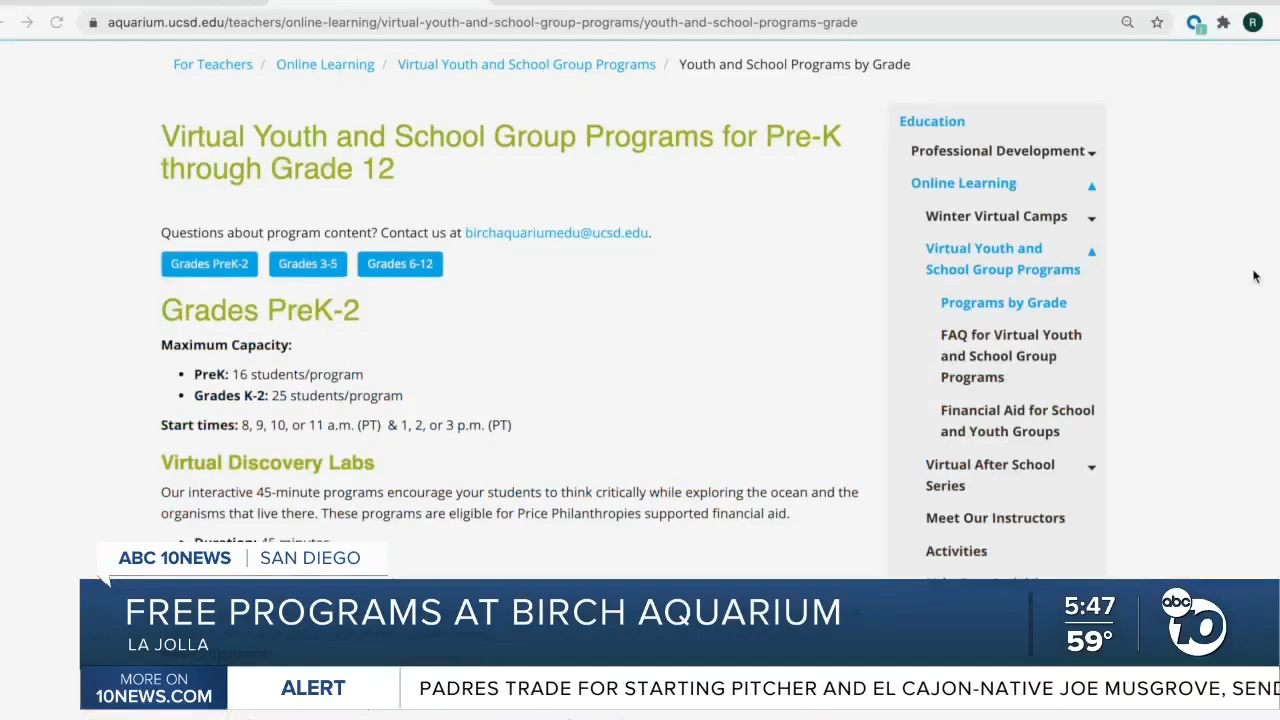 aquarium.ucsd.edu/teachers/online-learning/virtual-youth-and-school-group-programs/youth-and-school-programs-grade
R
For Teachers / Online Learning / Virtual Youth and School Group Programs / Youth and School Programs by Grade
Virtual Youth and School Group Programs for Pre-K
through Grade 12
Questions about program content? Contact us at birchaquariumedu@ucsd.edu.
Grades PreK-2 Grades 3-5 Grades 6-12
Grades PreK-2
Maximum Capacity:
• PreK: 16 students/program
• Grades K-2: 25 students/program
Start times: 8, 9, 10, or 11 a.m. (PT) & 1, 2, or 3 p.m. (PT)
Virtual Discovery Labs
Our interactive 45-minute programs encourage your students to think critically while exploring the ocean and the
organisms that live there. These programs are eligible for Price Philanthropies supported financial aid.
• Duration: 45 minutes
Education
Professional Development
Online Learning
Winter Virtual Camps
Virtual Youth and
School Group Programs
Programs by Grade
FAQ for Virtual Youth
and School Group
Programs
Financial Aid for School
and Youth Groups
Virtual After School
Series
Meet Our Instructors
Activities
ABC 10NEWS | SAN DIEGO
FREE PROGRAMS AT BIRCH AQUARIUM
LA JOLLA
5:47
59°
abc 10
MORE ON
10NEWS.COM
ALERT
PADRES TRADE FOR STARTING PITCHER AND EL CAJON-NATIVE JOE MUSGROVE, SEND